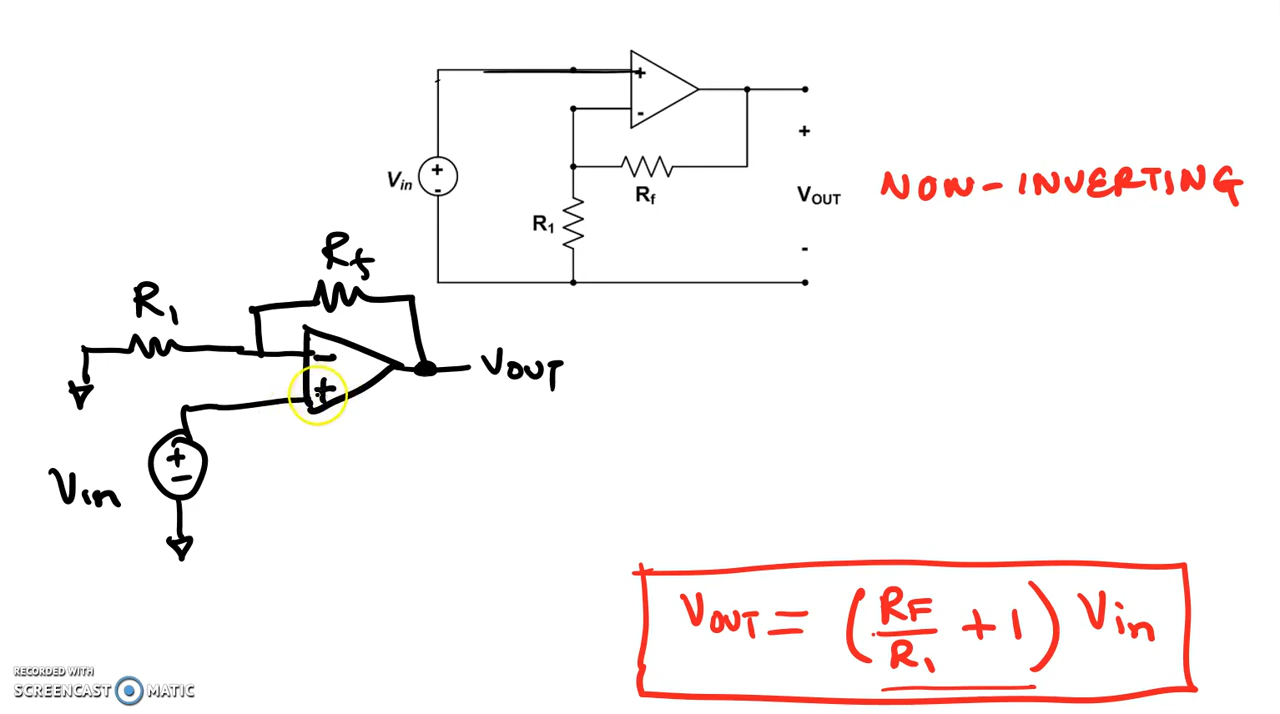 +
-
+
Vin
+
-
Rf
R1
VOUT
-
NON-INVERTING
Rf
R1
-
+
VOUT
+
-
Vin
VOUT = (RF/R1 + 1) Vin
RECORDED WITH
SCREENCAST MATIC